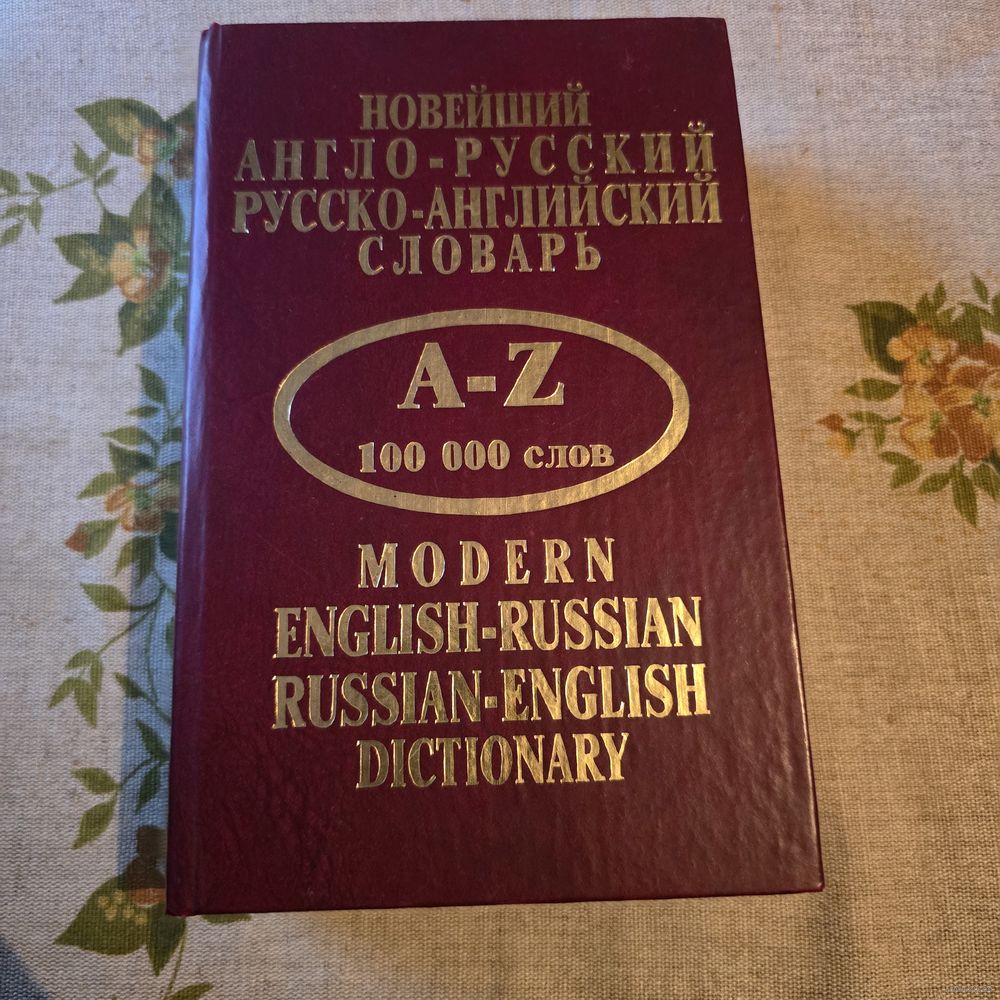 НОВЕЙШИЙ
АНГЛО-РУССКИЙ
РУССКО-АНГЛИЙСКИЙ
СЛОВАРЬ
A-Z
100 000 слов
MODERN
ENGLISH-RUSSIAN
RUSSIAN-ENGLISH
DICTIONARY